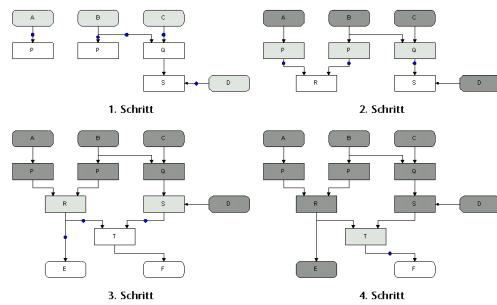 A B C
P P Q
S D
1. Schritt
A B C
P P Q
R S D
2. Schritt
A B C
P P Q
R S D
T
E F
3. Schritt
A B C
P P Q
R S D
T
E F
4. Schritt